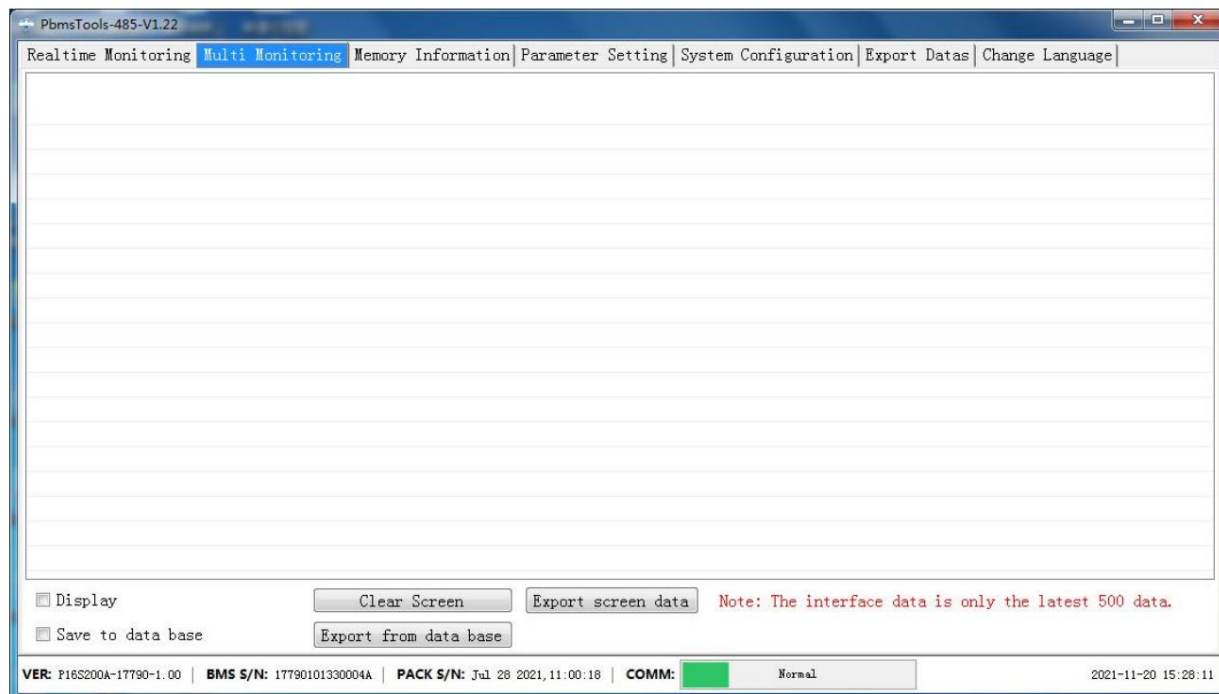 PbmsTools-485-V1.22
Realtime Monitoring Multi Monitoring Memory Information Parameter Setting System Configuration Export Datas Change Language
Display Clear Screen Export screen data Note: The interface data is only the latest 500 data.
Save to data base Export from data base
VER: P16S200A-17790-1.00 | BMS S/N: 17790101330004A | PACK S/N: Jul 28 2021,11:00:18 | COMM: Normal 2021-11-20 15:28:11